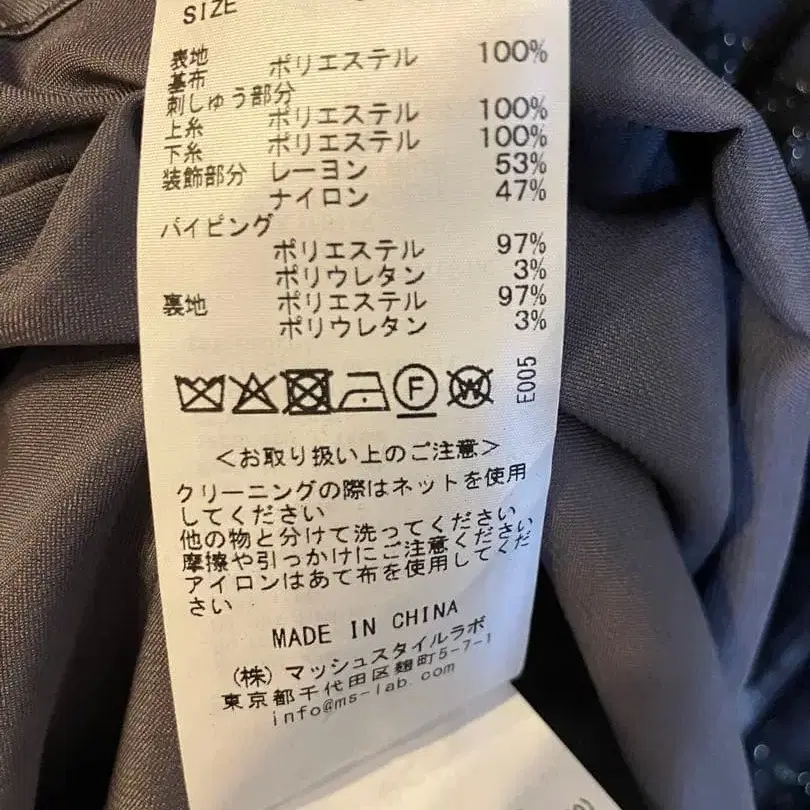 SIZE
表地 ポリエステル 100%
基布
刺しゅう部分
上糸 ポリエステル 100%
下糸 ポリエステル 100%
装飾部分 レーヨン 53%
ナイロン 47%
パイピング
ポリエステル 97%
ポリウレタン 3%
裏地 ポリエステル 97%
ポリウレタン 3%
F W E005
＜お取り扱い上のご注意＞
クリーニングの際はネットを使用
してください
他の物と分けて洗ってください
摩擦や引っかけにご注意ください
アイロンはあて布を使用してくだ
さい
MADE IN CHINA
(株) マッシュスタイルラボ
東京都千代田区麹町5-7-1
info@ms-lab.com